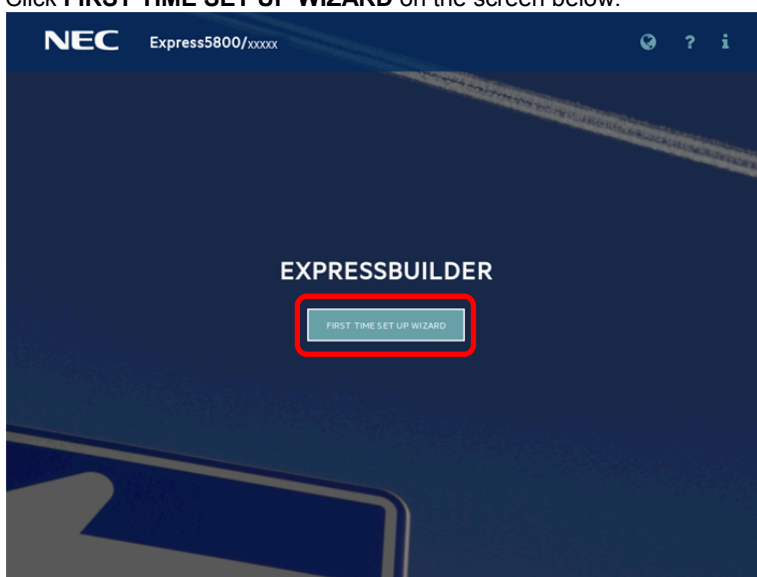 Click FIRST TIME SET UP WIZARD on the screen below.
NEC Express5800/xxxxx ? i
EXPRESSBUILDER
FIRST TIME SET UP WIZARD